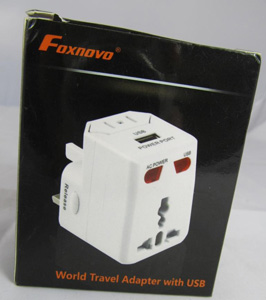 Foxnovo®
USB
POWER PORT
AC POWER
USB
Release
World Travel Adapter with USB